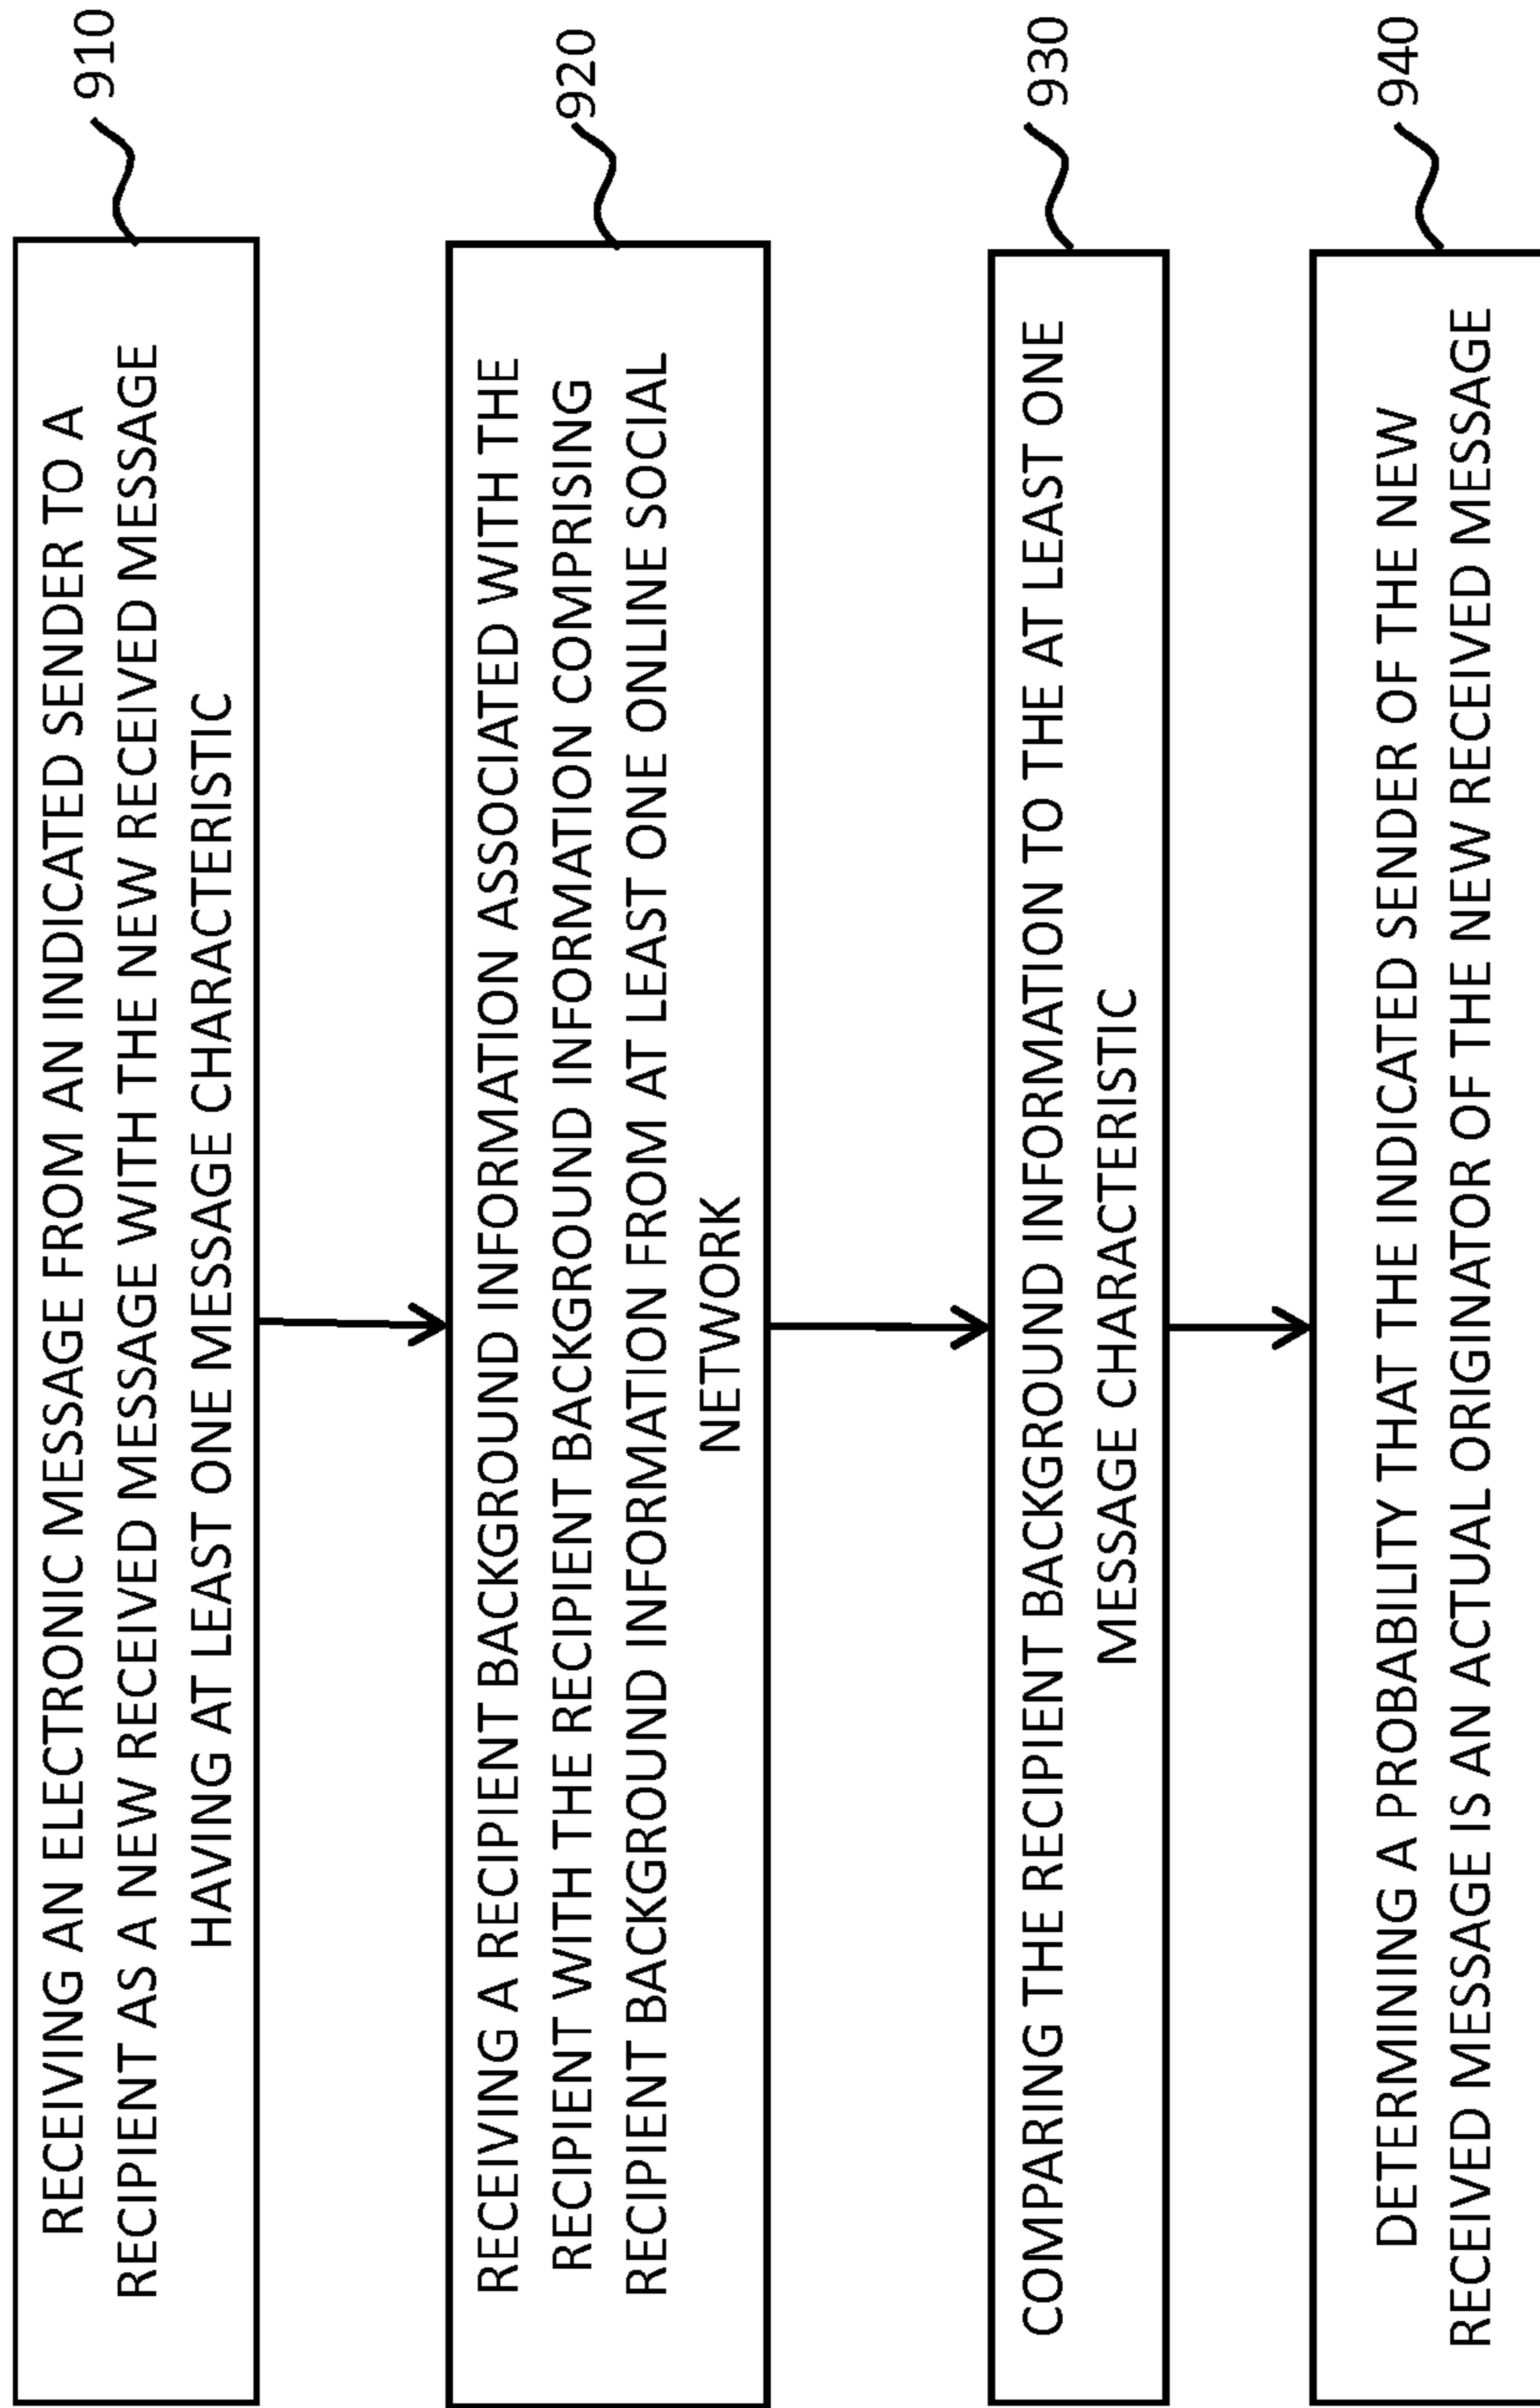 910
RECEIVING AN ELECTRONIC MESSAGE FROM AN INDICATED SENDER TO A
RECIPIENT AS A NEW RECEIVED MESSAGE WITH THE NEW RECEIVED MESSAGE
HAVING AT LEAST ONE MESSAGE CHARACTERISTIC
920
RECEIVING A RECIPIENT BACKGROUND INFORMATION ASSOCIATED WITH THE
RECIPIENT WITH THE RECIPIENT BACKGROUND INFORMATION COMPRISING
RECIPIENT BACKGROUND INFORMATION FROM AT LEAST ONE ONLINE SOCIAL
NETWORK
930
COMPARING THE RECIPIENT BACKGROUND INFORMATION TO THE AT LEAST ONE
MESSAGE CHARACTERISTIC
940
DETERMINING A PROBABILITY THAT THE INDICATED SENDER OF THE NEW
RECEIVED MESSAGE IS AN ACTUAL ORIGINATOR OF THE NEW RECEIVED MESSAGE